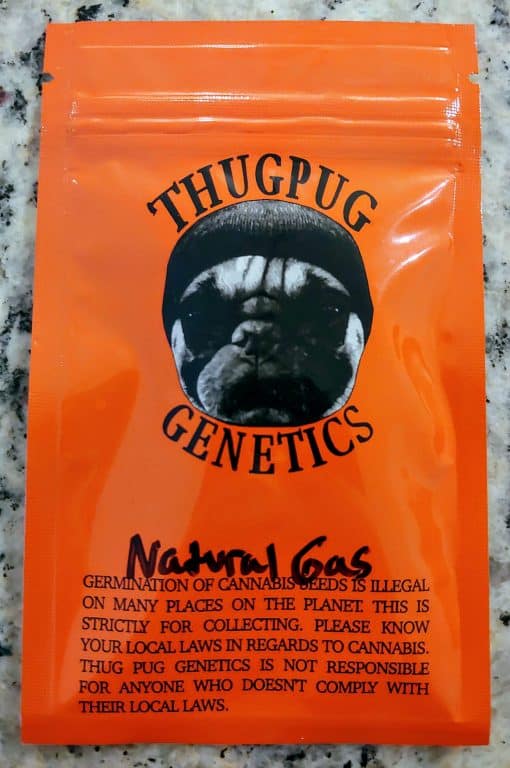 THUGPUG
GENETICS
Natural Gas
GERMINATION OF CANNABIS SEEDS IS ILLEGAL
ON MANY PLACES ON THE PLANET. THIS IS
STRICTLY FOR COLLECTING. PLEASE KNOW
YOUR LOCAL LAWS IN REGARDS TO CANNABIS.
THUG PUG GENETICS IS NOT RESPONSIBLE
FOR ANYONE WHO DOESN'T COMPLY WITH
THEIR LOCAL LAWS.